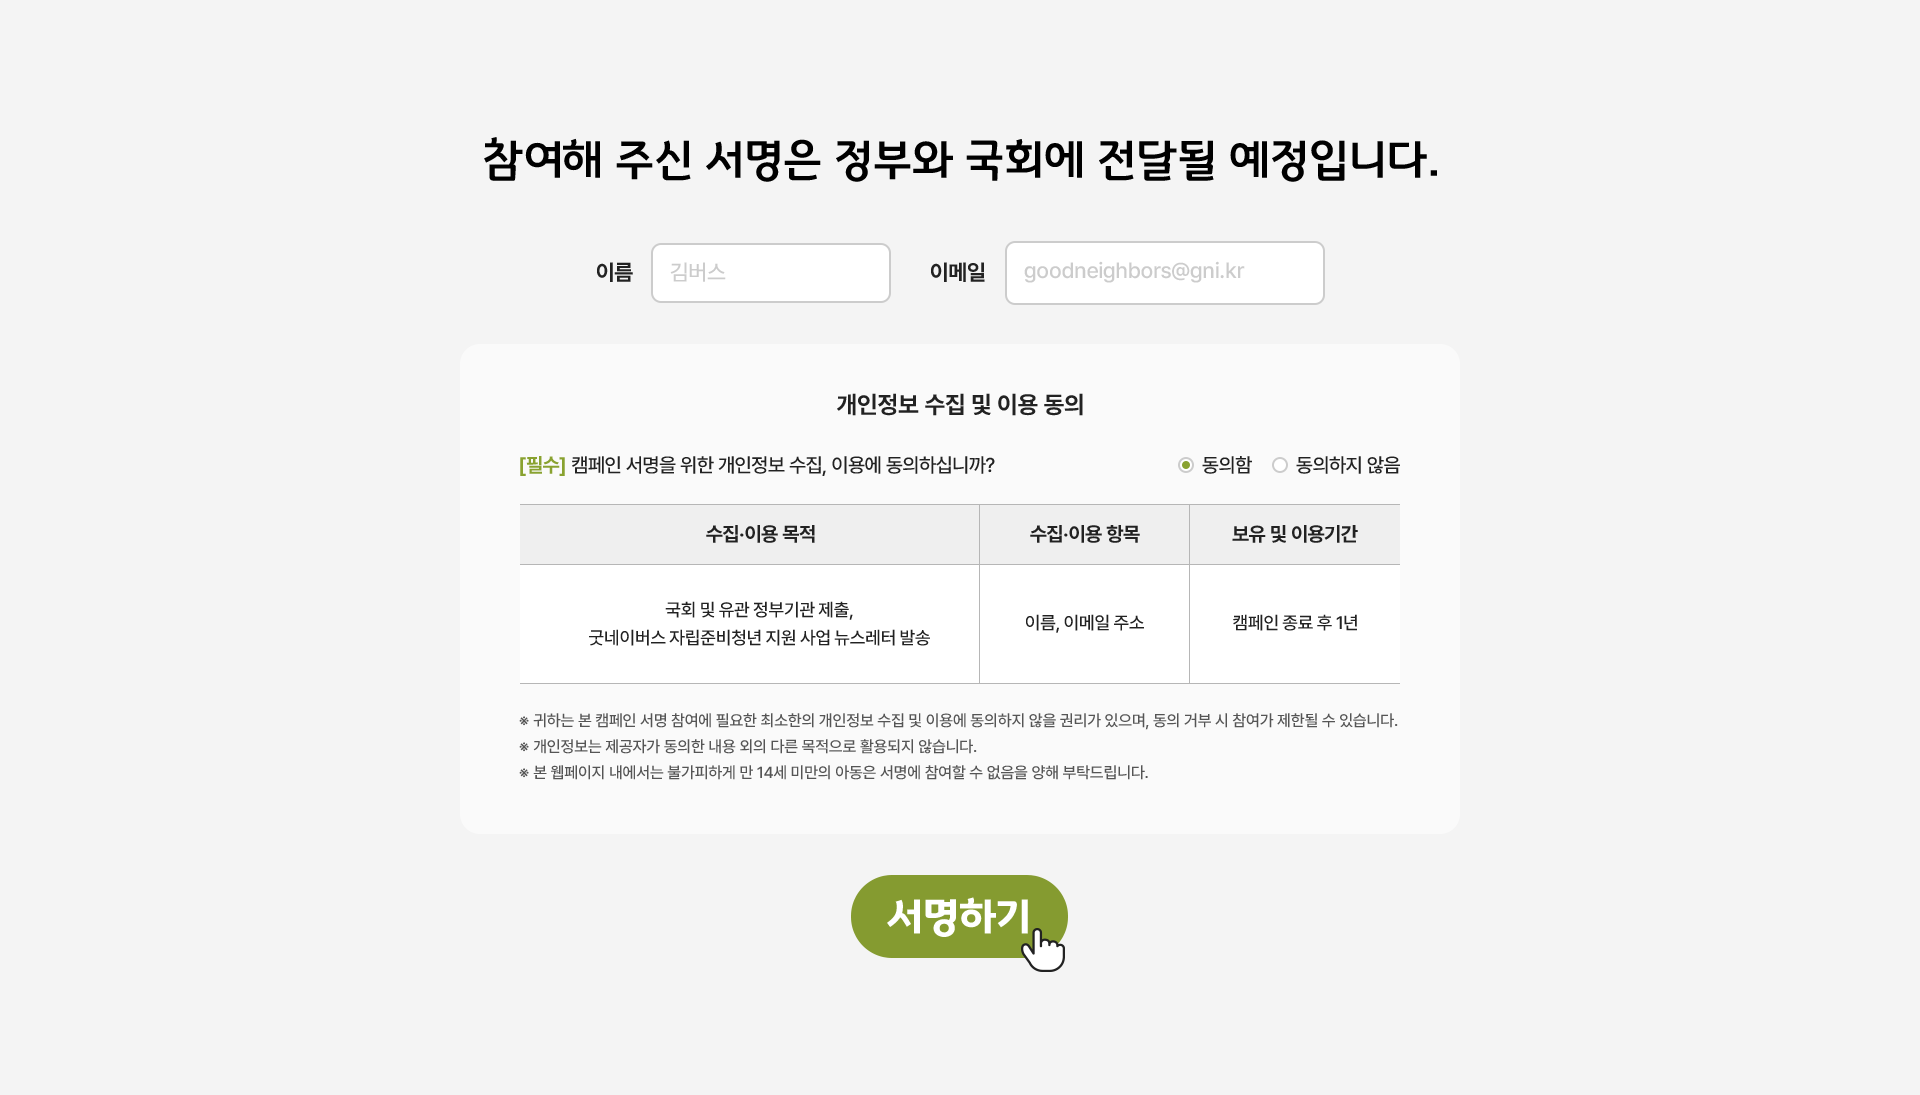 참여해 주신 서명은 정부와 국회에 전달될 예정입니다.
이름 김버스 이메일 goodneighbors@gni.kr
개인정보 수집 및 이용 동의
[필수] 캠페인 서명을 위한 개인정보 수집, 이용에 동의하십니까? 동의함 동의하지 않음
수집·이용 목적 수집·이용 항목 보유 및 이용기간
국회 및 유관 정부기관 제출,
굿네이버스 자립준비청년 지원 사업 뉴스레터 발송
이름, 이메일 주소
캠페인 종료 후 1년
※ 귀하는 본 캠페인 서명 참여에 필요한 최소한의 개인정보 수집 및 이용에 동의하지 않을 권리가 있으며, 동의 거부 시 참여가 제한될 수 있습니다.
※ 개인정보는 제공자가 동의한 내용 외의 다른 목적으로 활용되지 않습니다.
※ 본 웹페이지 내에서는 불가피하게 만 14세 미만의 아동은 서명에 참여할 수 없음을 양해 부탁드립니다.
서명하기